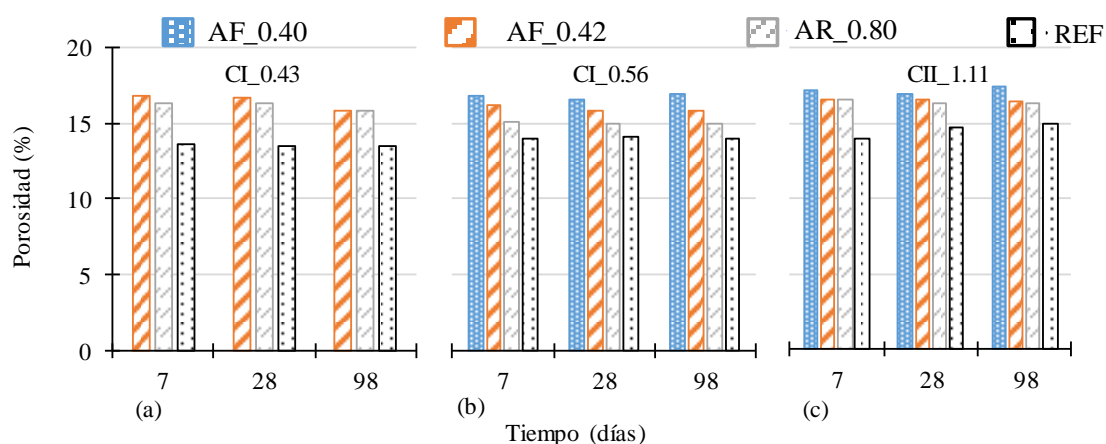 AF_0.40 AF_0.42 AR_0.80 REF
20
15
10
5
0
Porosidad (%)
CI_0.43 CI_0.56 CII_1.11
7 28 98 7 28 98 7 28 98
(a) (b) (c)
Tiempo (días)